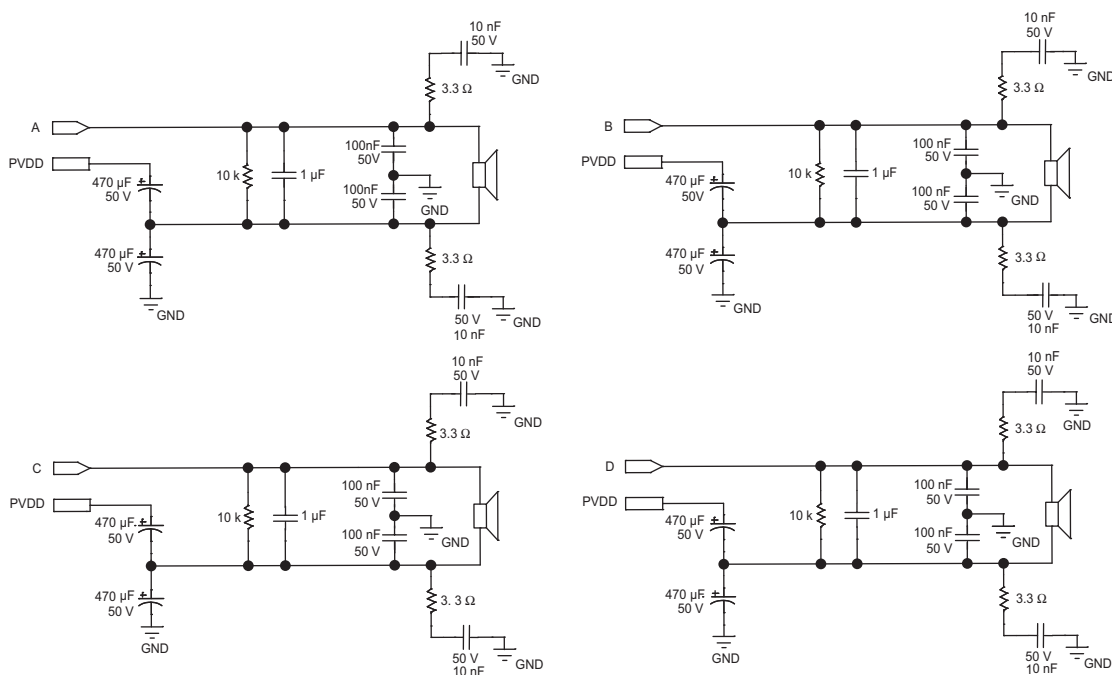 10 nF
50 V
GND
3.3 Ω
A
PVDD
470 µF
50 V
10 k
1 µF
100nF
50V
100nF
50 V
GND
470 µF
50 V
GND
3.3 Ω
50 V
10 nF
GND
10 nF
50 V
GND
3.3 Ω
B
PVDD
470 µF
50V
10 k
1 µF
100 nF
50 V
100 nF
50 V
GND
470 µF
50 V
GND
3.3 Ω
50 V
10 nF
GND
10 nF
50 V
GND
3.3 Ω
C
PVDD
470 µF
50 V
10 k
1 µF
100 nF
50 V
100 nF
50 V
GND
470 µF
50 V
GND
3. 3 Ω
50 V
10 nF
GND
10 nF
50 V
GND
3.3 Ω
D
PVDD
470 µF
50 V
10 k
1 µF
100 nF
50 V
100 nF
50 V
GND
470 µF
50 V
GND
3.3 Ω
50 V
10 nF
GND